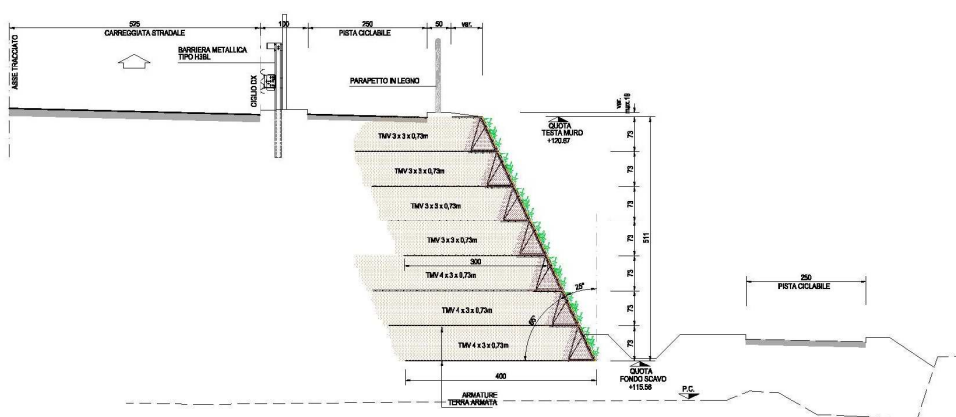 525
CARREGGIATA STRADALE
100
250
PISTA CICLABILE
50
var.
ASSE TRACCIATO
BARRIERA METALLICA
TIPO H3BL
CIGLIO DX
PARAPETTO IN LEGNO
var.
max 18
QUOTA
TESTA MURO
+120.67
TMV 3 x 3 x 0,73m
73
TMV 3 x 3 x 0,73m
73
TMV 3 x 3 x 0,73m
73
TMV 3 x 3 x 0,73m
73
511
300
TMV 4 x 3 x 0,73m
73
25°
250
PISTA CICLABILE
TMV 4 x 3 x 0,73m
73
65°
TMV 4 x 3 x 0,73m
73
400
QUOTA
FONDO SCAVO
+115.56
ARMATURE
TERRA ARMATA
P.C.